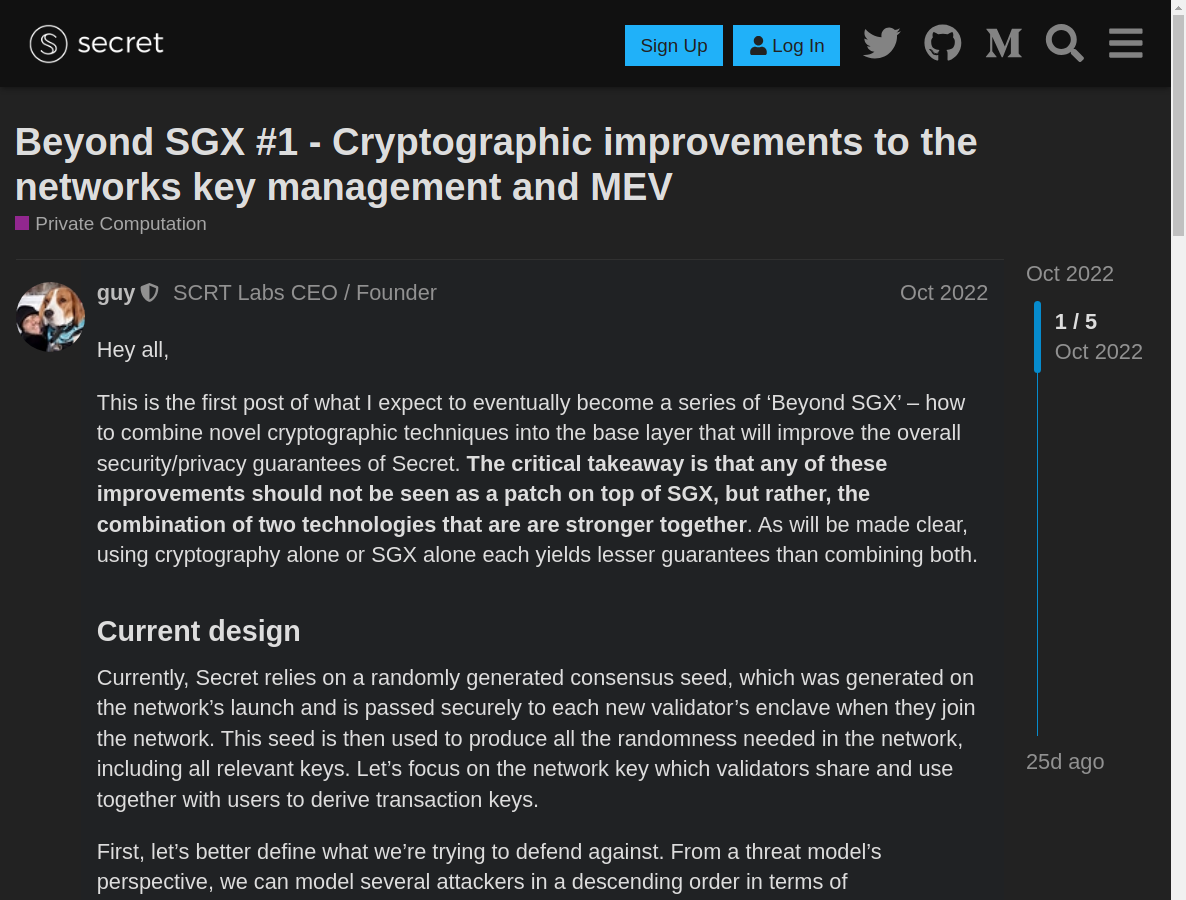 secret
Sign Up
Log In
Beyond SGX #1 - Cryptographic improvements to the
networks key management and MEV
Private Computation
guy SCRT Labs CEO / Founder Oct 2022
Hey all,
This is the first post of what I expect to eventually become a series of ‘Beyond SGX’ – how
to combine novel cryptographic techniques into the base layer that will improve the overall
security/privacy guarantees of Secret. The critical takeaway is that any of these
improvements should not be seen as a patch on top of SGX, but rather, the
combination of two technologies that are are stronger together. As will be made clear,
using cryptography alone or SGX alone each yields lesser guarantees than combining both.
Current design
Currently, Secret relies on a randomly generated consensus seed, which was generated on
the network’s launch and is passed securely to each new validator’s enclave when they join
the network. This seed is then used to produce all the randomness needed in the network,
including all relevant keys. Let’s focus on the network key which validators share and use
together with users to derive transaction keys.
First, let’s better define what we’re trying to defend against. From a threat model’s
perspective, we can model several attackers in a descending order in terms of
Oct 2022
1 / 5
Oct 2022
25d ago